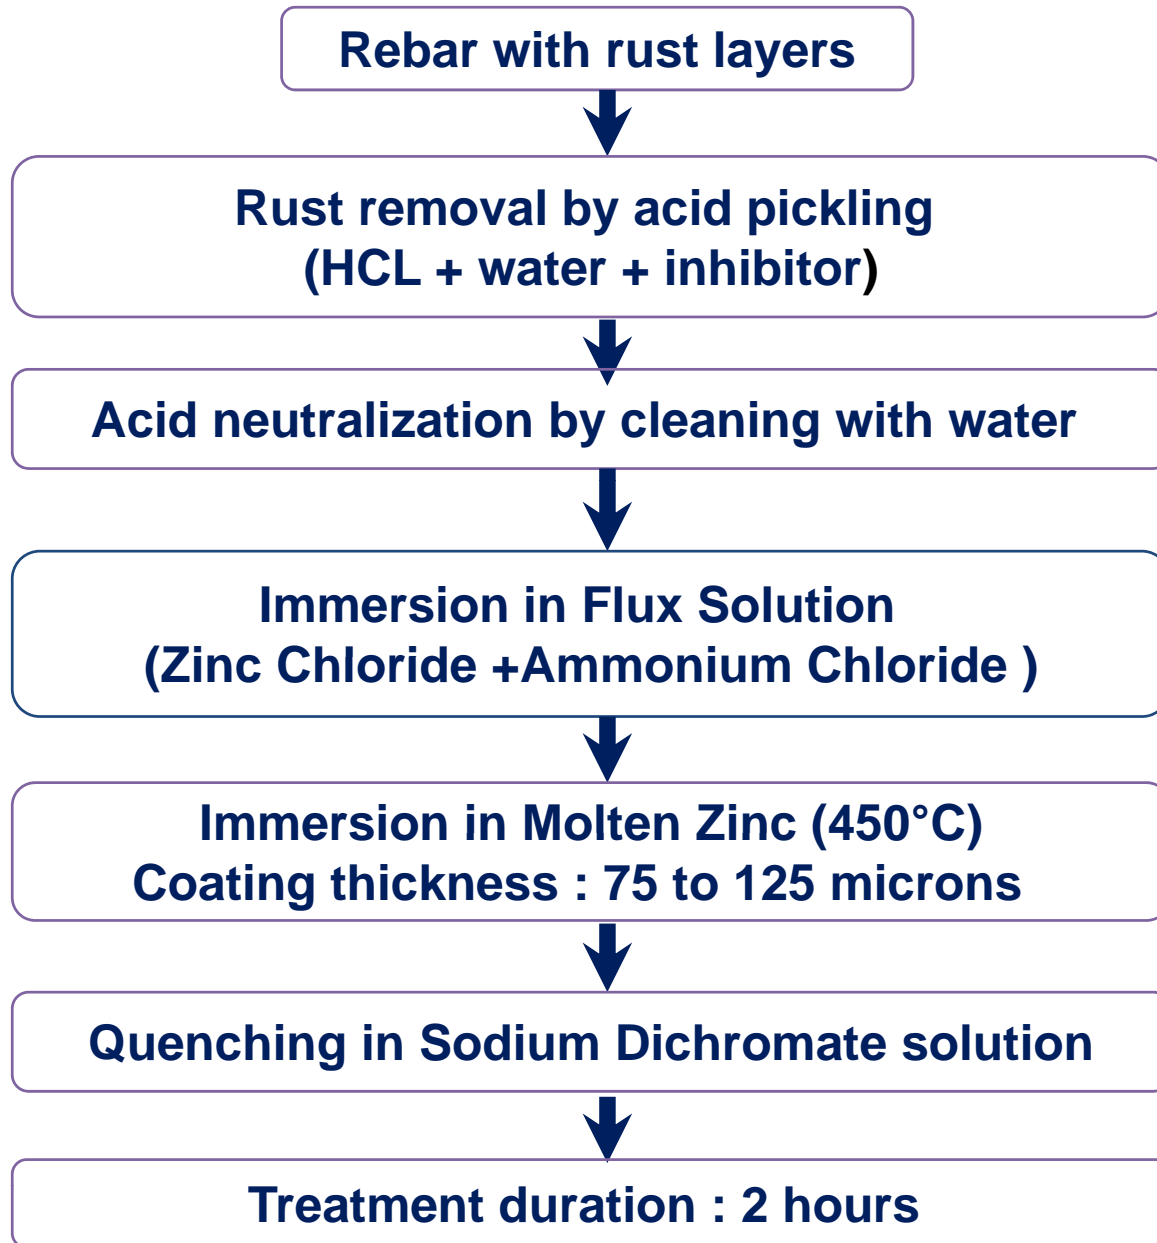 Rebar with rust layers
Rust removal by acid pickling
(HCL + water + inhibitor)
Acid neutralization by cleaning with water
Immersion in Flux Solution
(Zinc Chloride +Ammonium Chloride )
Immersion in Molten Zinc (450°C)
Coating thickness : 75 to 125 microns
Quenching in Sodium Dichromate solution
Treatment duration : 2 hours